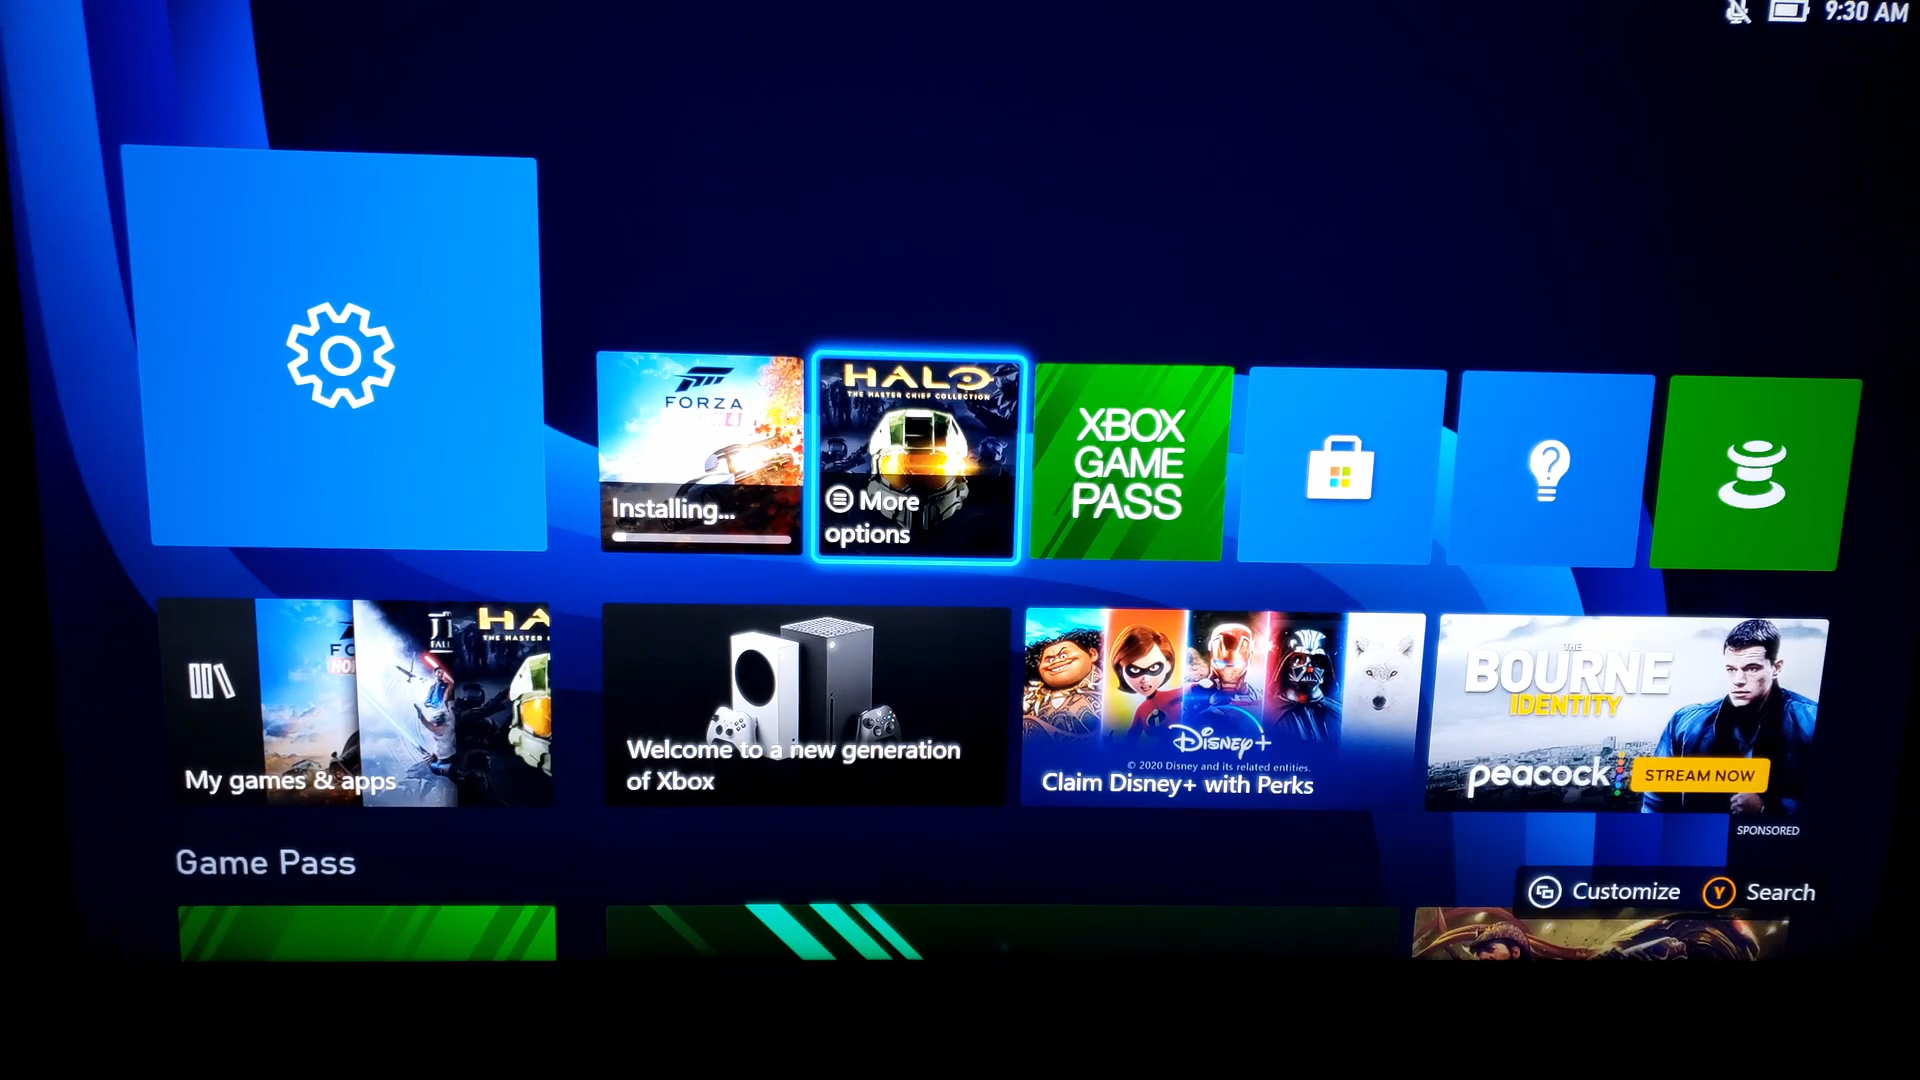 9:30 AM
FORZA
Installing...
HALO
THE MASTER CHIEF COLLECTION
More
options
XBOX
GAME
PASS
My games & apps
Welcome to a new generation
of Xbox
Disney+
© 2020 Disney and its related entities.
Claim Disney+ with Perks
THE
BOURNE
IDENTITY
peacock
STREAM NOW
SPONSORED
Game Pass
Customize
Y
Search